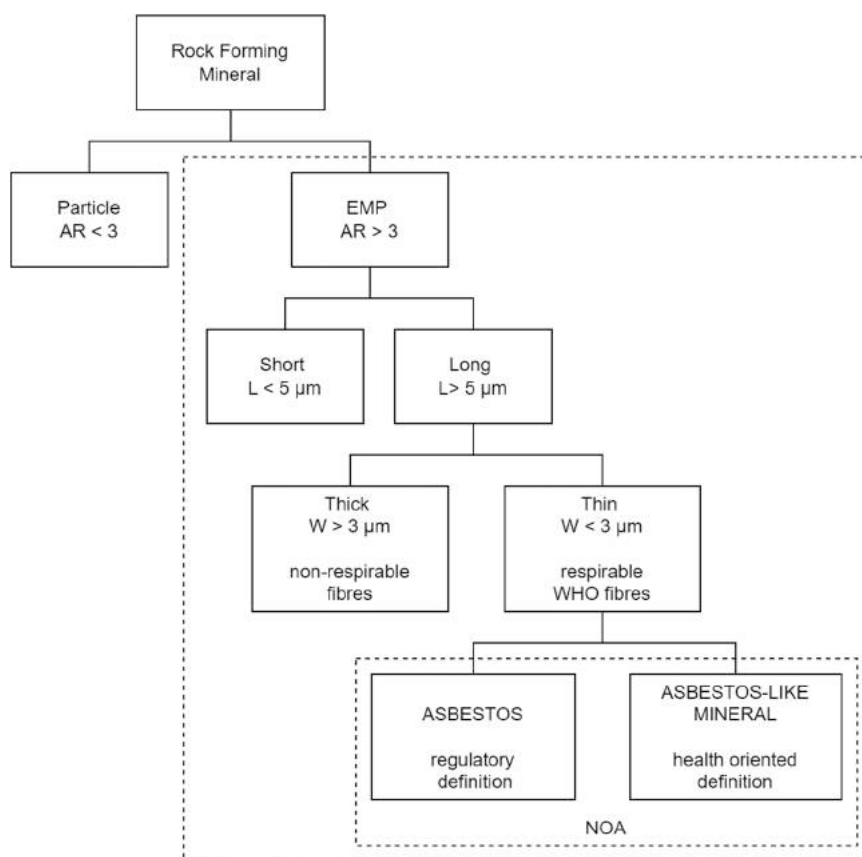 Rock Forming
Mineral
Particle
AR < 3
EMP
AR > 3
Short
L < 5 µm
Long
L> 5 µm
Thick
W > 3 µm
non-respirable
fibres
Thin
W < 3 µm
respirable
WHO fibres
ASBESTOS
regulatory
definition
ASBESTOS-LIKE
MINERAL
health oriented
definition
NOA